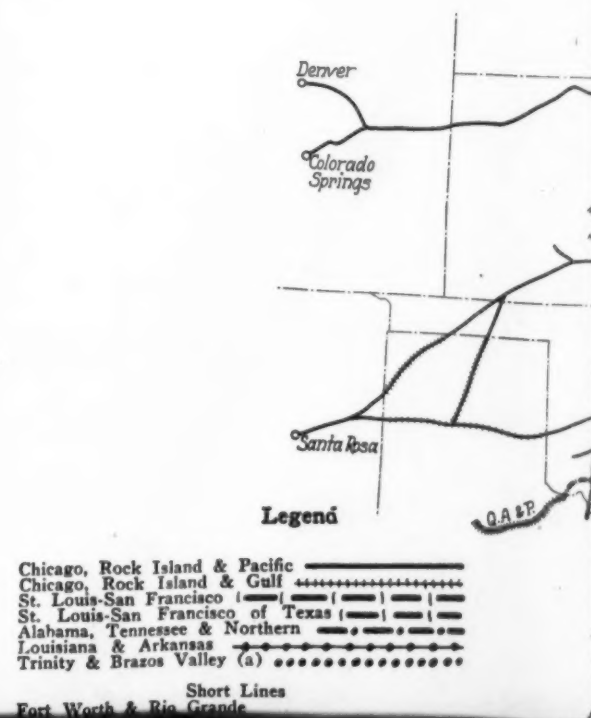 Denver
Colorado
Springs
Santa Rosa
Q.A & P.
Legend
Chicago, Rock Island & Pacific
Chicago, Rock Island & Gulf
St. Louis-San Francisco
St. Louis-San Francisco of Texas
Alabama, Tennessee & Northern
Louisiana & Arkansas
Trinity & Brazos Valley (a)
Short Lines
Fort Worth & Rio Grande